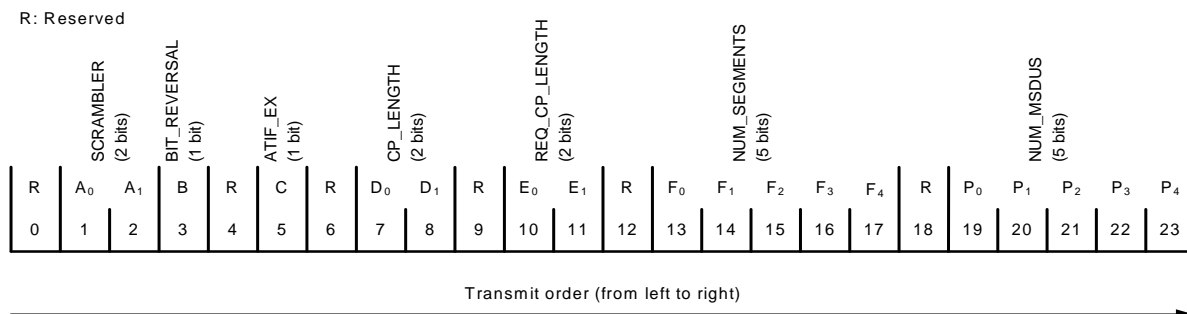 R: Reserved
SCRAMBLER
(2 bits)
BIT_REVERSAL
(1 bit)
ATIF_EX
(1 bit)
CP_LENGTH
(2 bits)
REQ_CP_LENGTH
(2 bits)
NUM_SEGMENTS
(5 bits)
NUM_MSDUS
(5 bits)
R A₀ A₁ B R C R D₀ D₁ R E₀ E₁ R F₀ F₁ F₂ F₃ F₄ R P₀ P₁ P₂ P₃ P₄
0 1 2 3 4 5 6 7 8 9 10 11 12 13 14 15 16 17 18 19 20 21 22 23
Transmit order (from left to right)